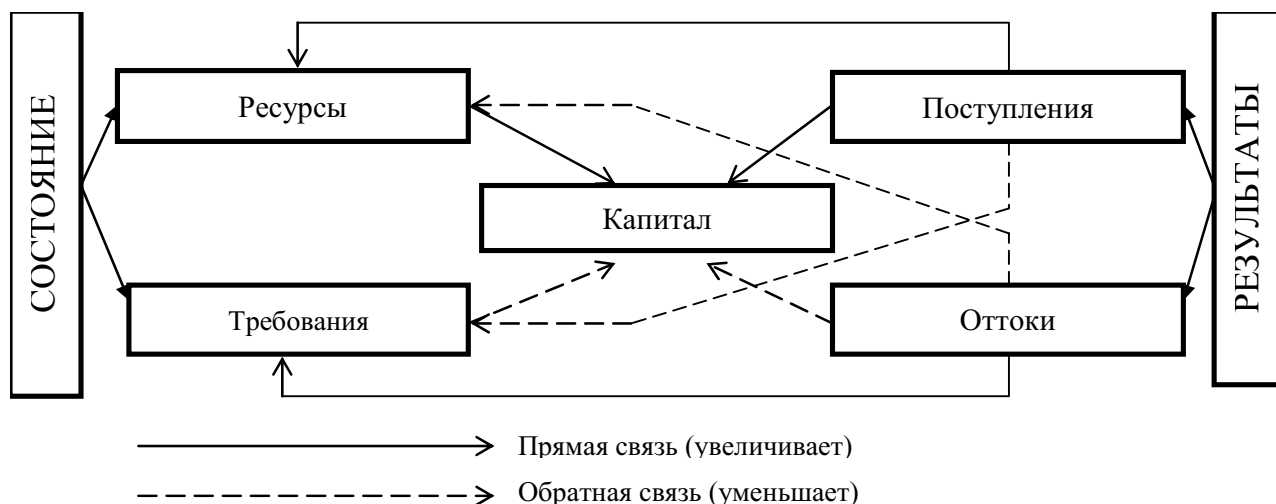 СОСТОЯНИЕ
Ресурсы
Поступления
Капитал
Требования
Оттоки
РЕЗУЛЬТАТЫ
Прямая связь (увеличивает)
Обратная связь (уменьшает)